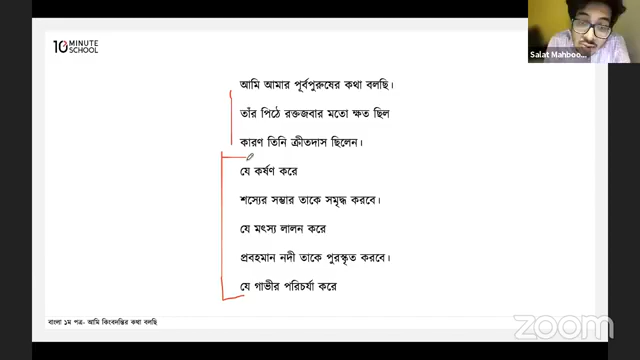 10 MINUTE SCHOOL
Salat Mahboo...
আমি আমার পূর্বপুরুষের কথা বলছি।
তাঁর পিঠে রক্তজবার মতো ক্ষত ছিল
কারণ তিনি ক্রীতদাস ছিলেন।
যে কর্ষণ করে
শস্যের সম্ভার তাকে সমৃদ্ধ করবে।
যে মৎস্য লালন করে
প্রবহমান নদী তাকে পুরস্কৃত করবে।
যে গাভীর পরিচর্যা করে
বাংলা ১ম পত্র- আমি কিংবদন্তির কথা বলছি
zoom